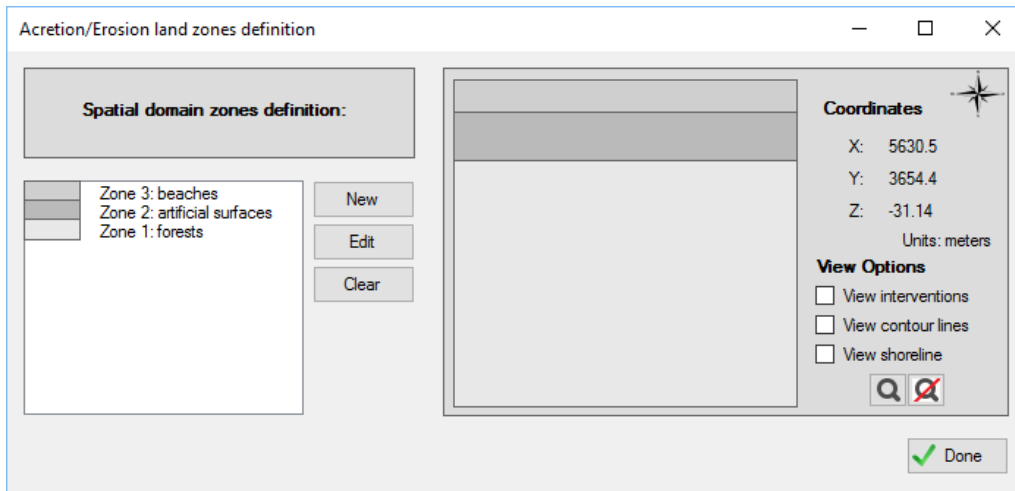 Acretion/Erosion land zones definition
Spatial domain zones definition:
Zone 3: beaches
Zone 2: artificial surfaces
Zone 1: forests
New
Edit
Clear
Coordinates
X: 5630.5
Y: 3654.4
Z: -31.14
Units: meters
View Options
View interventions
View contour lines
View shoreline
Done